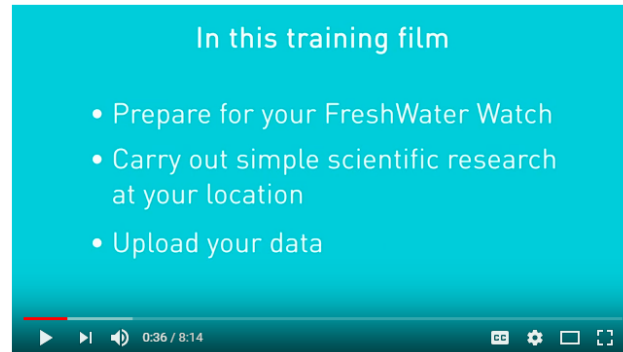 In this training film
• Prepare for your FreshWater Watch
• Carry out simple scientific research
at your location
• Upload your data
0:36 / 8:14
CC